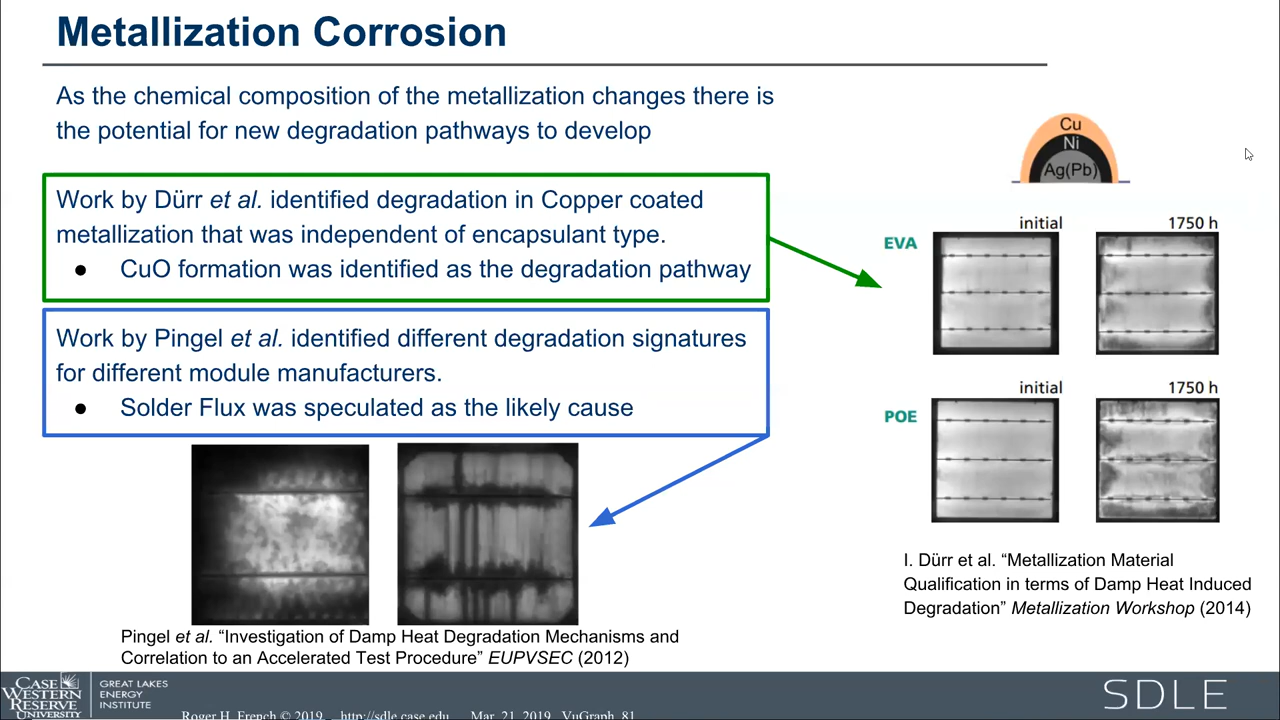 Metallization Corrosion
As the chemical composition of the metallization changes there is
the potential for new degradation pathways to develop
Work by Dürr et al. identified degradation in Copper coated
metallization that was independent of encapsulant type.
● CuO formation was identified as the degradation pathway
Work by Pingel et al. identified different degradation signatures
for different module manufacturers.
● Solder Flux was speculated as the likely cause
Pingel et al. “Investigation of Damp Heat Degradation Mechanisms and
Correlation to an Accelerated Test Procedure” EUPVSEC (2012)
Cu
Ni
Ag(Pb)
initial 1750 h
EVA
initial 1750 h
POE
I. Dürr et al. “Metallization Material
Qualification in terms of Damp Heat Induced
Degradation” Metallization Workshop (2014)
CASE
WESTERN
RESERVE
UNIVERSITY
GREAT LAKES
ENERGY
INSTITUTE
Roger H. French © 2019 http://sdle.case.edu Mar. 21, 2019 VuGraph 81
SDLE